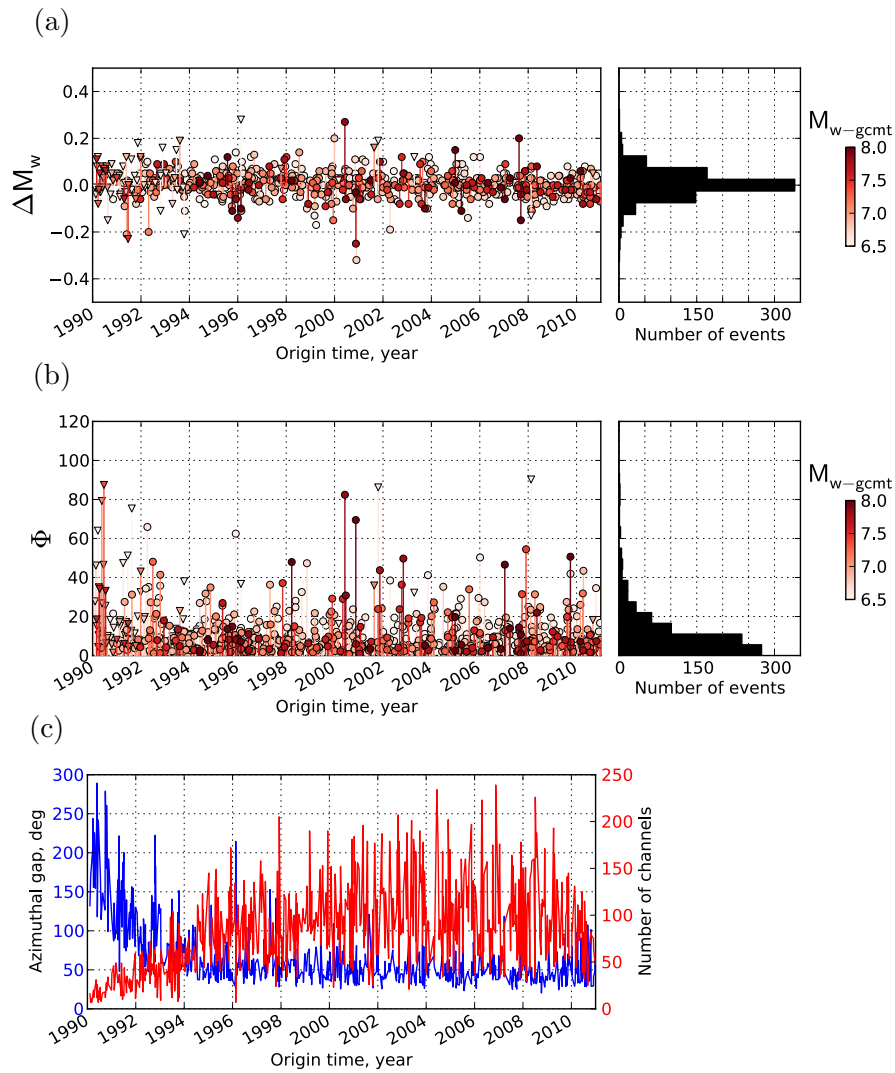 (a)
0.4
0.2
0.0
−0.2
−0.4
ΔMw
1990 1992 1994 1996 1998 2000 2002 2004 2006 2008 2010
Origin time, year
0 150 300
Number of events
Mw−gcmt
8.0
7.5
7.0
6.5
(b)
120
100
80
60
40
20
0
Φ
1990 1992 1994 1996 1998 2000 2002 2004 2006 2008 2010
Origin time, year
0 150 300
Number of events
Mw−gcmt
8.0
7.5
7.0
6.5
(c)
300
250
200
150
100
50
0
Azimuthal gap, deg
250
200
150
100
50
0
Number of channels
1990 1992 1994 1996 1998 2000 2002 2004 2006 2008 2010
Origin time, year